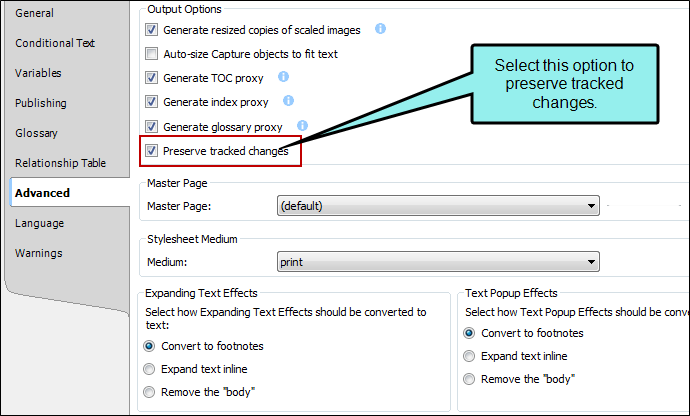 General
Conditional Text
Variables
Publishing
Glossary
Relationship Table
Advanced
Language
Warnings
Output Options
Generate resized copies of scaled images
Auto-size Capture objects to fit text
Generate TOC proxy
Generate index proxy
Generate glossary proxy
Preserve tracked changes
Select this option to
preserve tracked
changes.
Master Page
Master Page: (default)
Stylesheet Medium
Medium: print
Expanding Text Effects
Select how Expanding Text Effects should be converted to
text:
Convert to footnotes
Expand text inline
Remove the "body"
Text Popup Effects
Select how Text Popup Effects should be conv
Convert to footnotes
Expand text inline
Remove the "body"